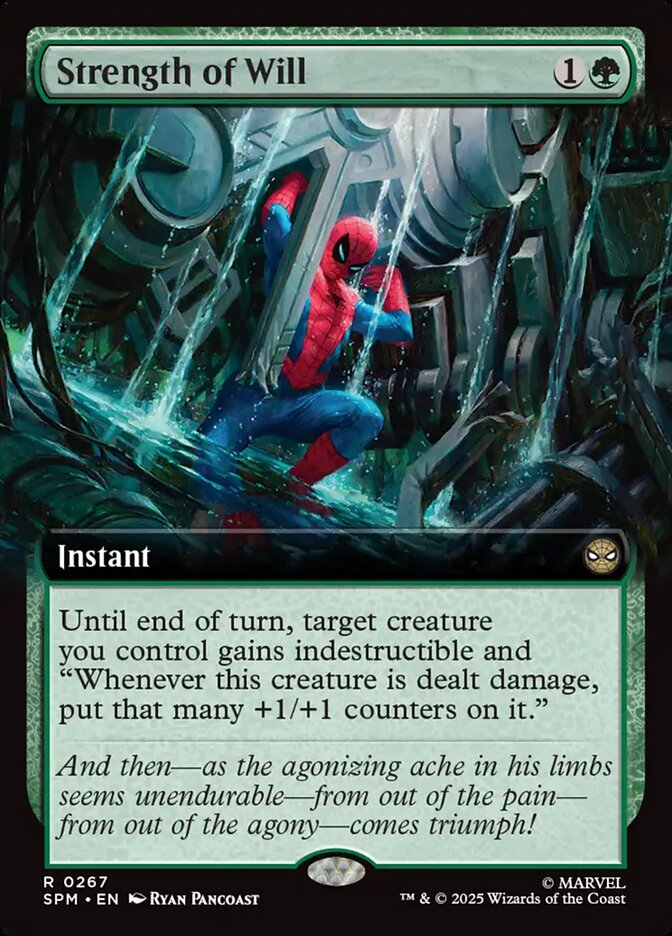 Strength of Will 1
Instant
Until end of turn, target creature
you control gains indestructible and
“Whenever this creature is dealt damage,
put that many +1/+1 counters on it.”
And then—as the agonizing ache in his limbs
seems unendurable—from out of the pain—
from out of the agony—comes triumph!
R 0267 © MARVEL
SPM • EN Ryan Pancoast ™ & © 2025 Wizards of the Coast